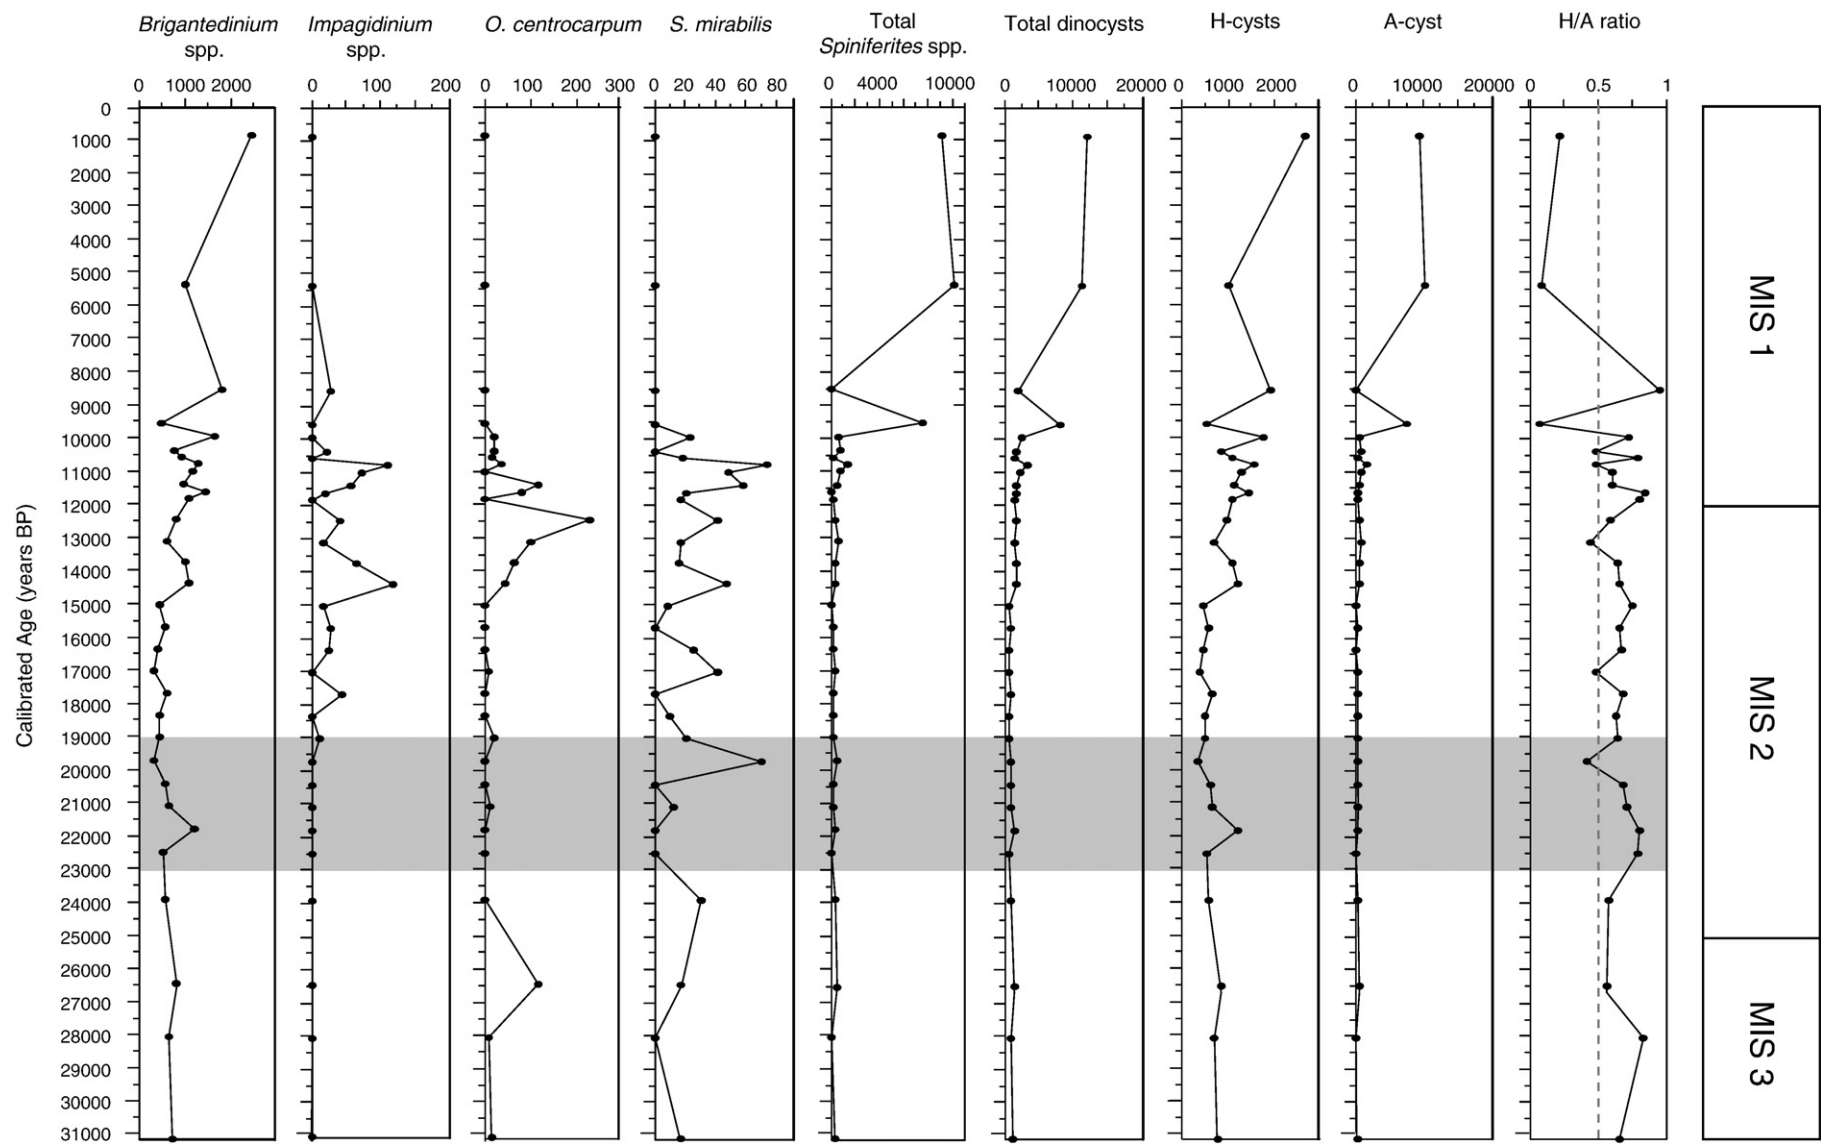 Brigantedinium
spp.
Impagidinium
spp.
O. centrocarpum
S. mirabilis
Total
Spiniferites spp.
Total dinocysts
H-cysts
A-cyst
H/A ratio
0 1000 2000
0 100 200
0 100 200 300
0 20 40 60 80
0 4000 10000
0 10000 20000
0 1000 2000
0 10000 20000
0 0.5 1
Calibrated Age (years BP)
0
1000
2000
3000
4000
5000
6000
7000
8000
9000
10000
11000
12000
13000
14000
15000
16000
17000
18000
19000
20000
21000
22000
23000
24000
25000
26000
27000
28000
29000
30000
31000
MIS 1
MIS 2
MIS 3